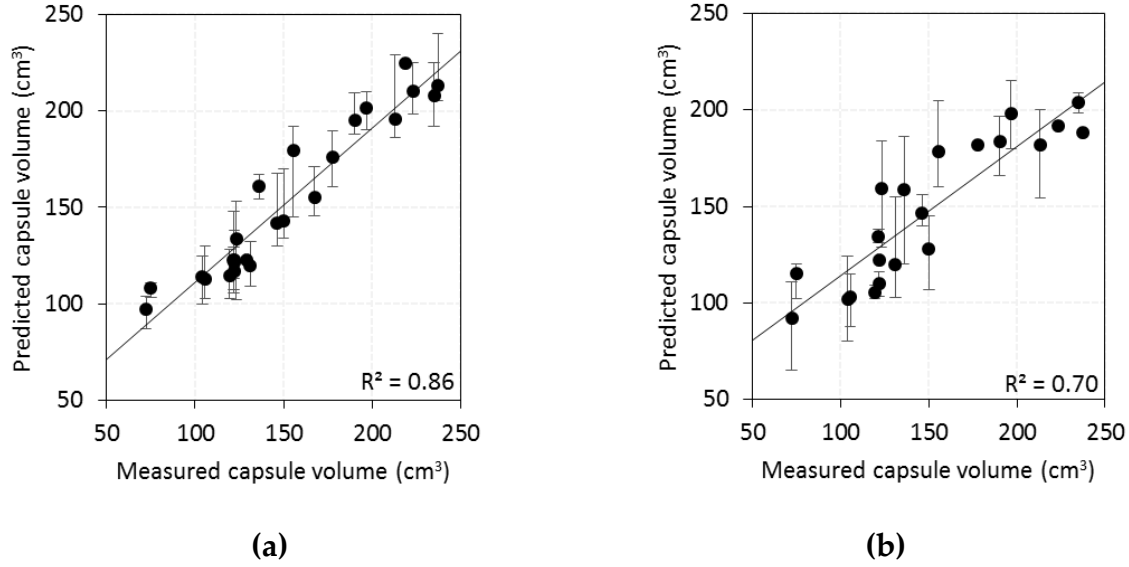 Predicted capsule volume (cm³)
250
200
150
100
50
R² = 0.86
50 100 150 200 250
Measured capsule volume (cm³)
(a)
Predicted capsule volume (cm³)
250
200
150
100
50
R² = 0.70
50 100 150 200 250
Measured capsule volume (cm³)
(b)